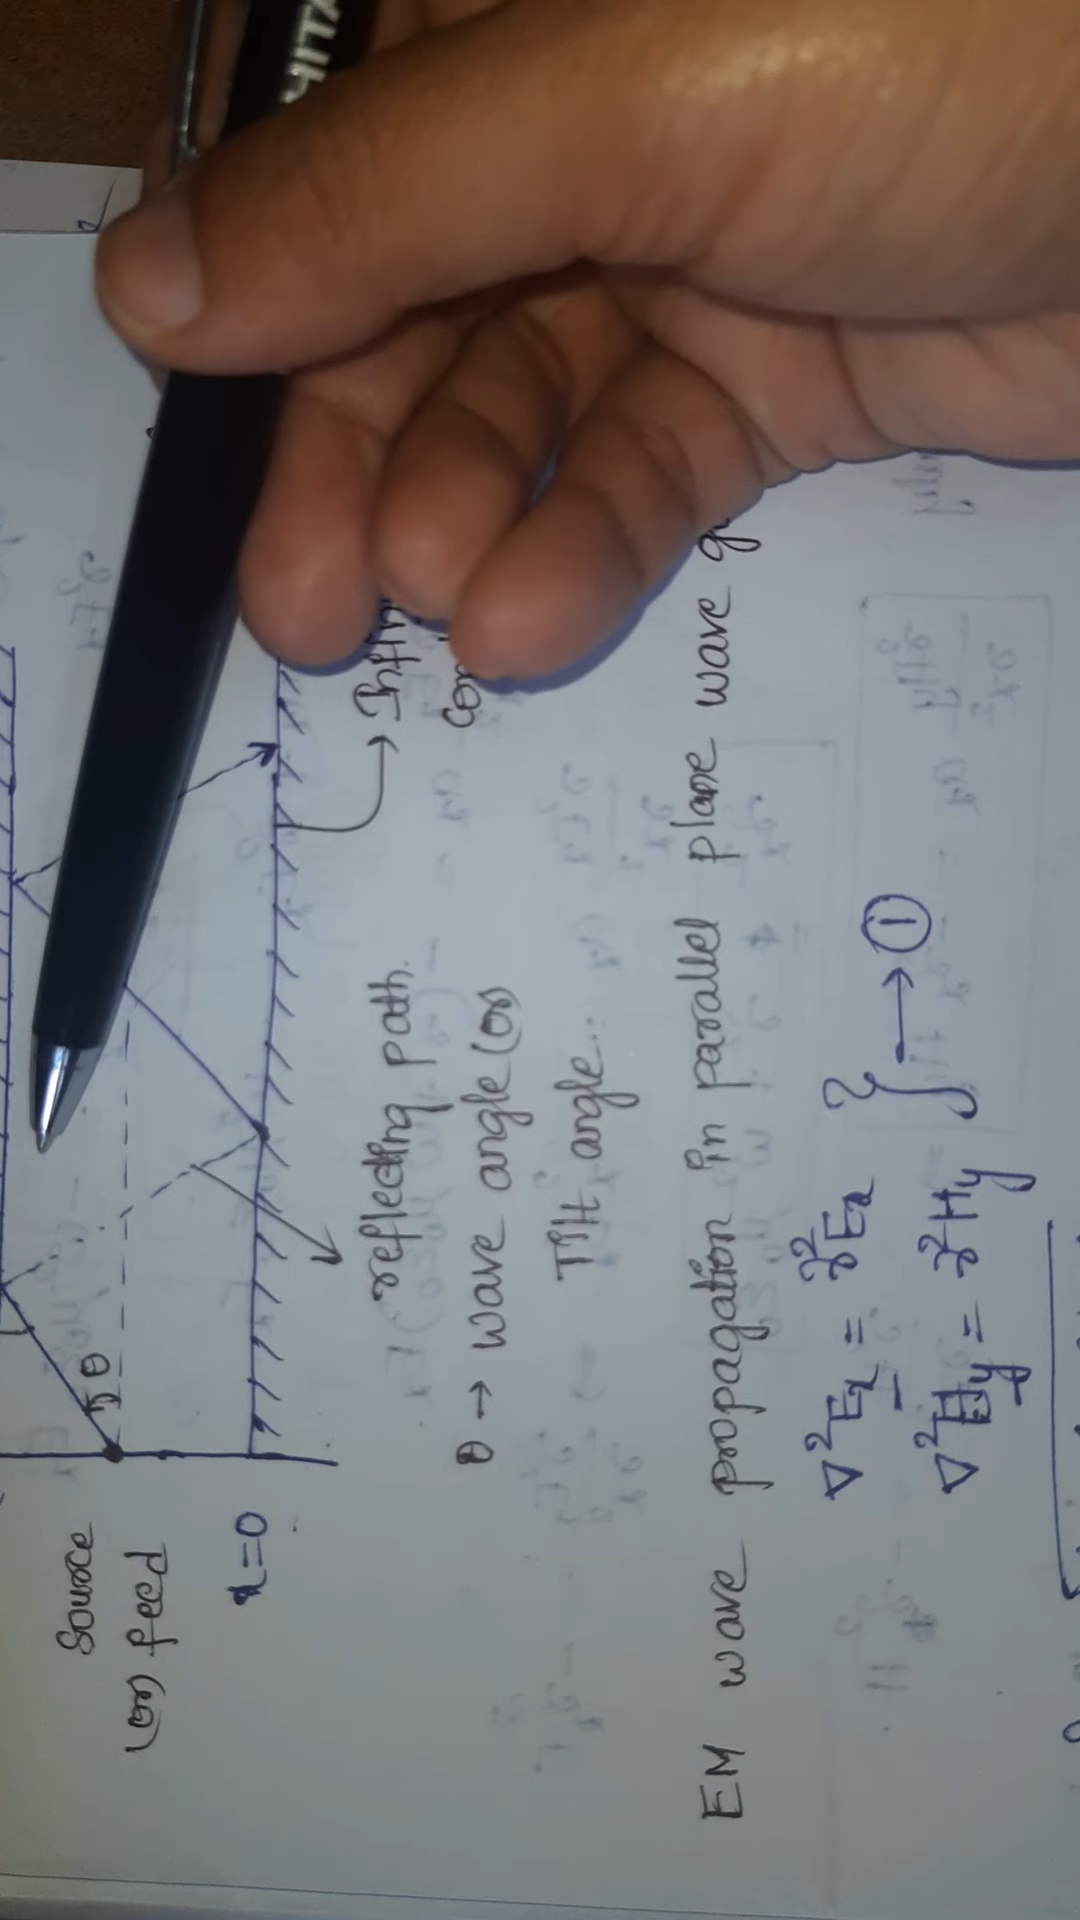 Source
(or) feed
θ
x=0
reflecting path.
θ → wave angle (or)
Tilt angle..
EM wave propagation in parallel plane wave
∇²Ex = γ²Ex
∇²Hy = γ²Hy } → ①